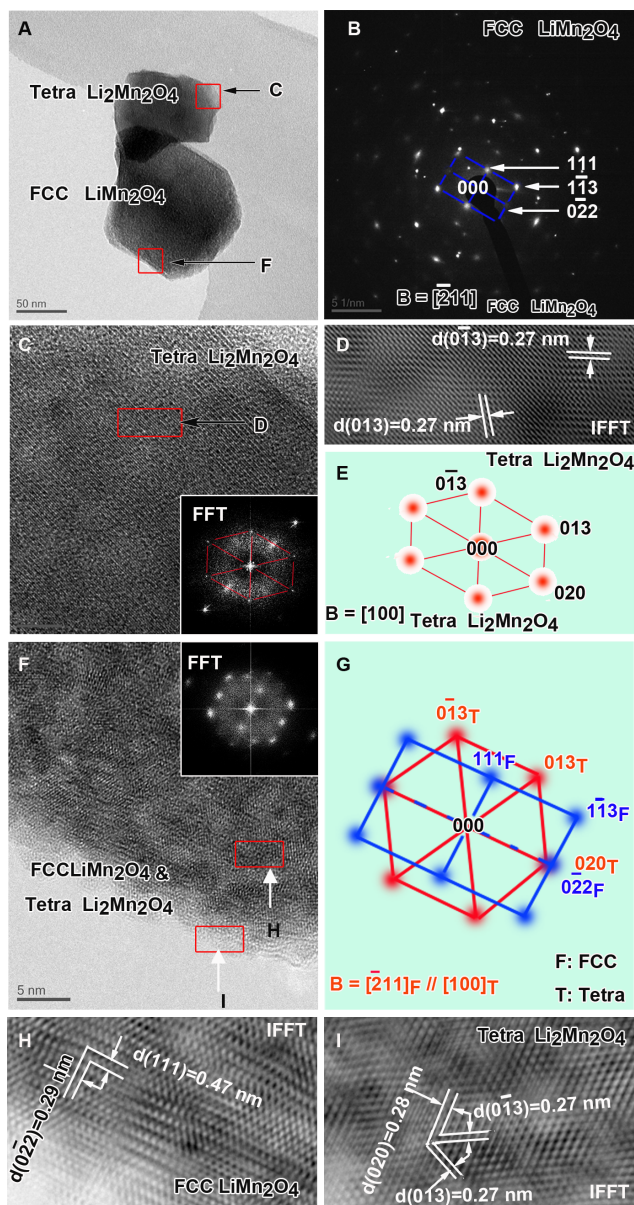 A
Tetra Li2Mn2O4
C
FCC LiMn2O4
F
50 nm
B
FCC LiMn2O4
111
11̄3
02̄2
000
B = [2̄11]
FCC LiMn2O4
5 1/nm
C
Tetra Li2Mn2O4
D
FFT
D
d(01̄3)=0.27 nm
d(013)=0.27 nm
IFFT
Tetra Li2Mn2O4
E
01̄3
013
000
020
B = [100]
Tetra Li2Mn2O4
F
FFT
FCCLiMn2O4 &
Tetra Li2Mn2O4
H
I
5 nm
G
01̄3T
111F
013T
11̄3F
000
020T
02̄2F
F: FCC
B = [2̄11]F // [100]T
T: Tetra
H
IFFT
d(111)=0.47 nm
d(02̄2)=0.29 nm
FCC LiMn2O4
I
Tetra Li2Mn2O4
d(020)=0.28 nm
d(01̄3)=0.27 nm
d(013)=0.27 nm
IFFT